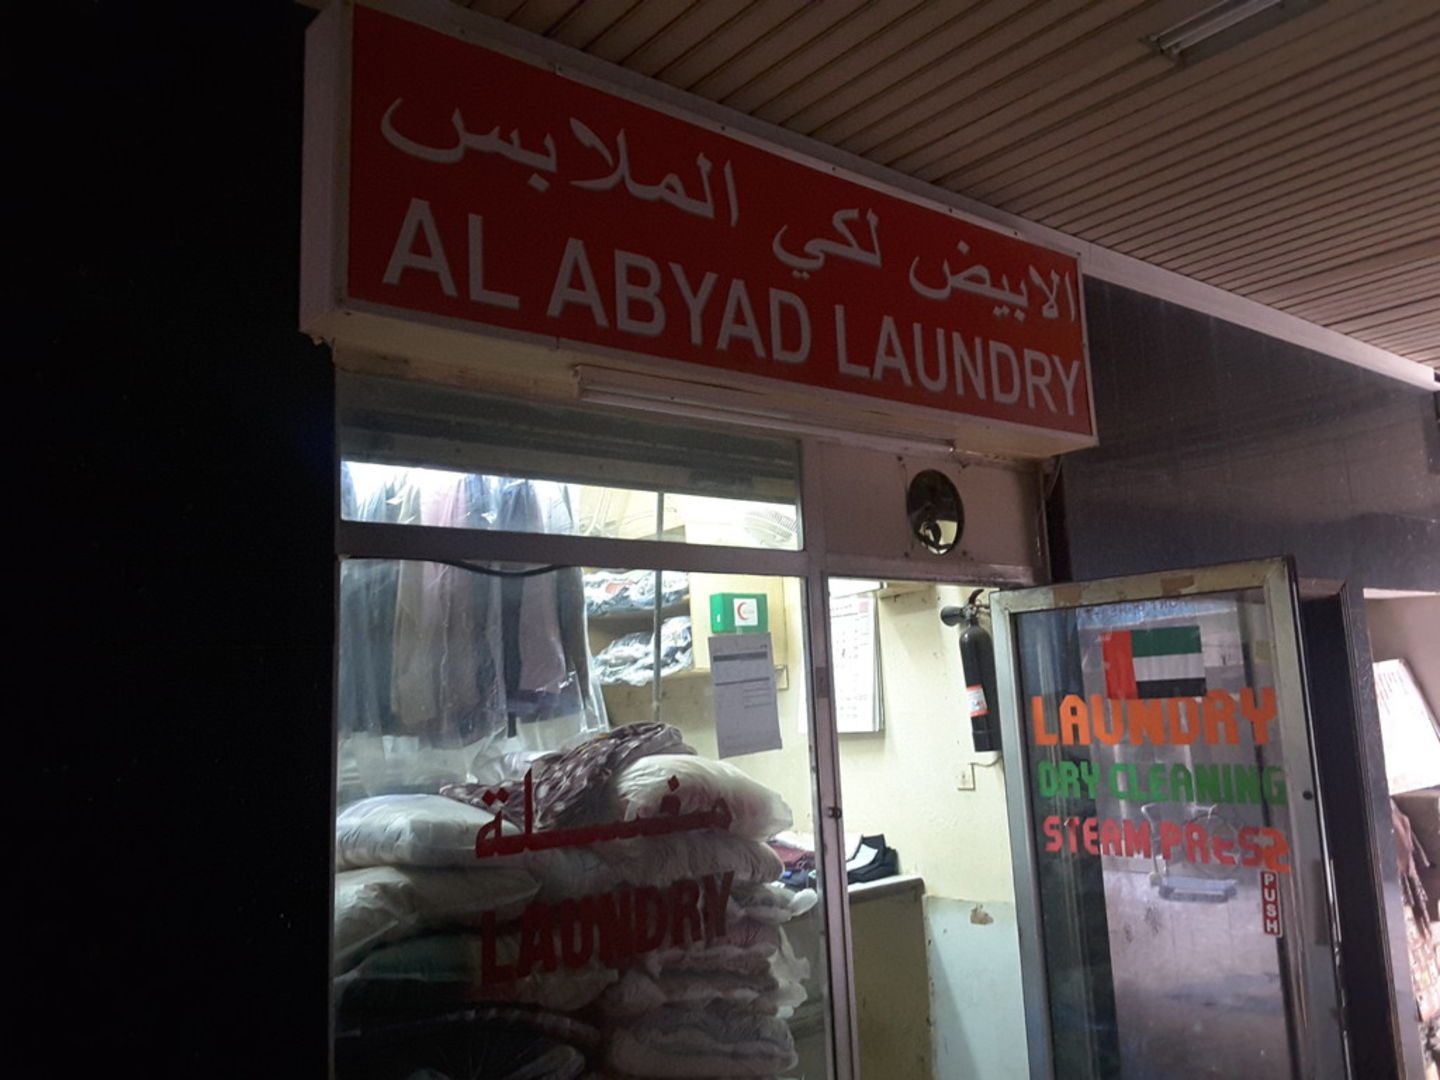 الابيض لكي الملابس
AL ABYAD LAUNDRY
مغسلة
LAUNDRY
LAUNDRY
DRY CLEANING
STEAM PRESS
PUSH